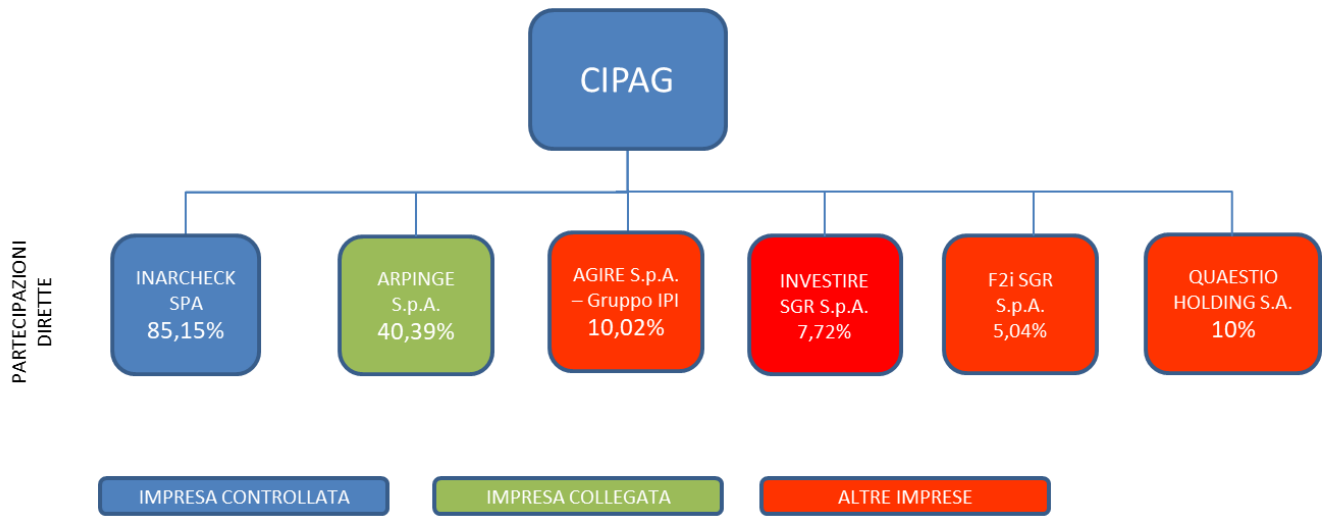 CIPAG
PARTECIPAZIONI
DIRETTE
INARCHECK
SPA
85,15%
ARPINGE
S.p.A.
40,39%
AGIRE S.p.A.
– Gruppo IPI
10,02%
INVESTIRE
SGR S.p.A.
7,72%
F2i SGR
S.p.A.
5,04%
QUAESTIO
HOLDING S.A.
10%
IMPRESA CONTROLLATA
IMPRESA COLLEGATA
ALTRE IMPRESE